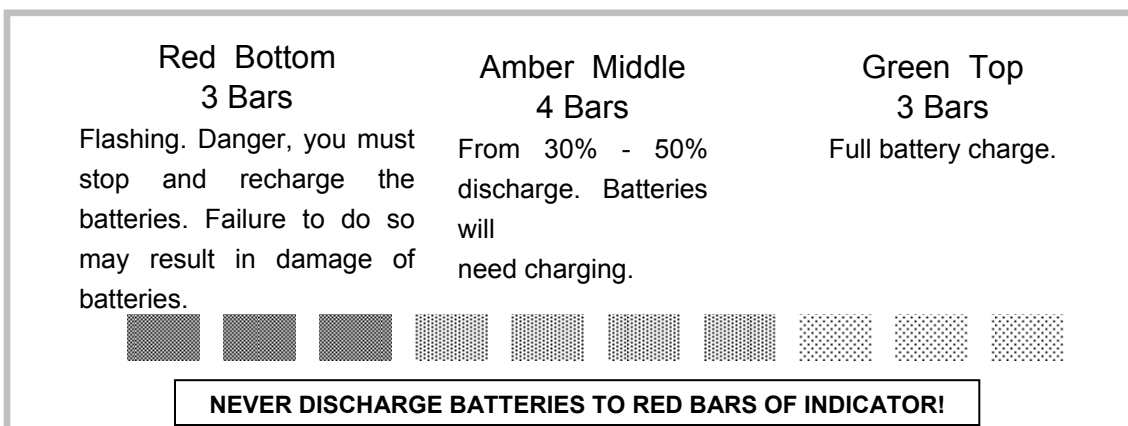 Red Bottom
3 Bars
Flashing. Danger, you must
stop and recharge the
batteries. Failure to do so
may result in damage of
batteries.
Amber Middle
4 Bars
From 30% - 50%
discharge. Batteries
will
need charging.
Green Top
3 Bars
Full battery charge.
NEVER DISCHARGE BATTERIES TO RED BARS OF INDICATOR!